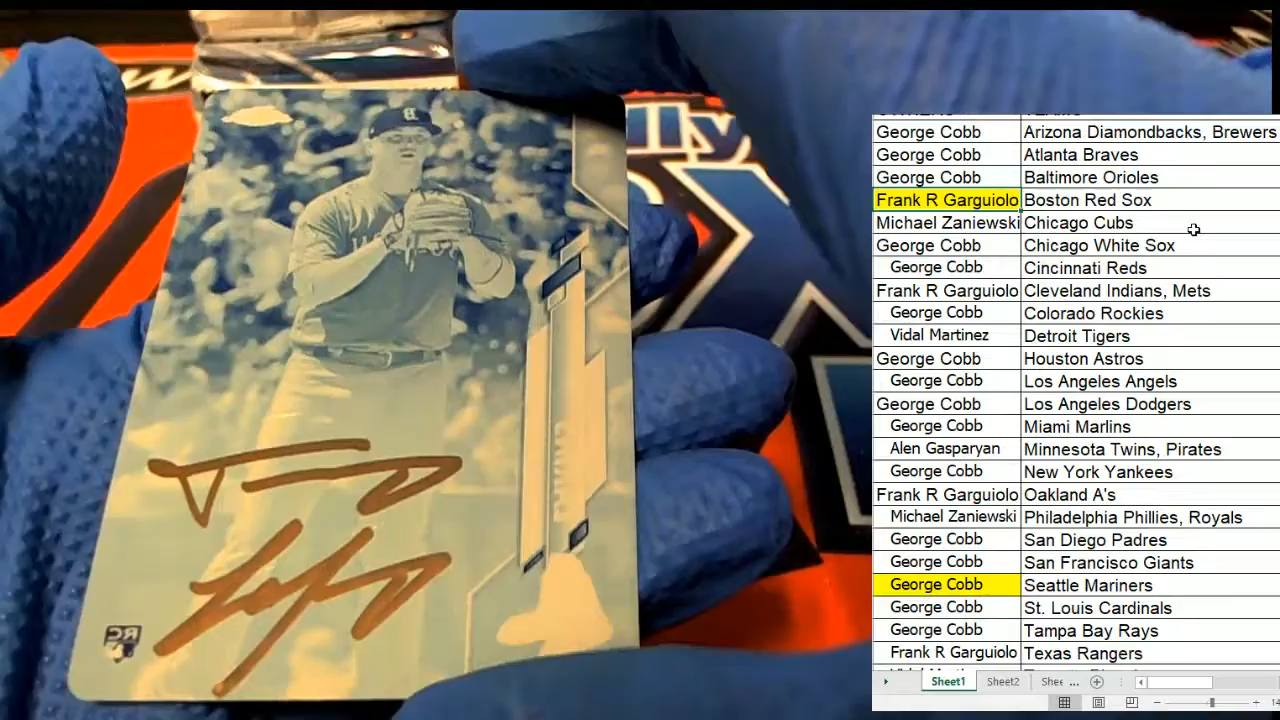 George Cobb Arizona Diamondbacks, Brewers
George Cobb Atlanta Braves
George Cobb Baltimore Orioles
Frank R Garguiolo Boston Red Sox
Michael Zaniewski Chicago Cubs
George Cobb Chicago White Sox
George Cobb Cincinnati Reds
Frank R Garguiolo Cleveland Indians, Mets
George Cobb Colorado Rockies
Vidal Martinez Detroit Tigers
George Cobb Houston Astros
George Cobb Los Angeles Angels
George Cobb Los Angeles Dodgers
George Cobb Miami Marlins
Alen Gasparyan Minnesota Twins, Pirates
George Cobb New York Yankees
Frank R Garguiolo Oakland A's
Michael Zaniewski Philadelphia Phillies, Royals
George Cobb San Diego Padres
George Cobb San Francisco Giants
George Cobb Seattle Mariners
George Cobb St. Louis Cardinals
George Cobb Tampa Bay Rays
Frank R Garguiolo Texas Rangers
Sheet1 Sheet2 Shee ...
RC